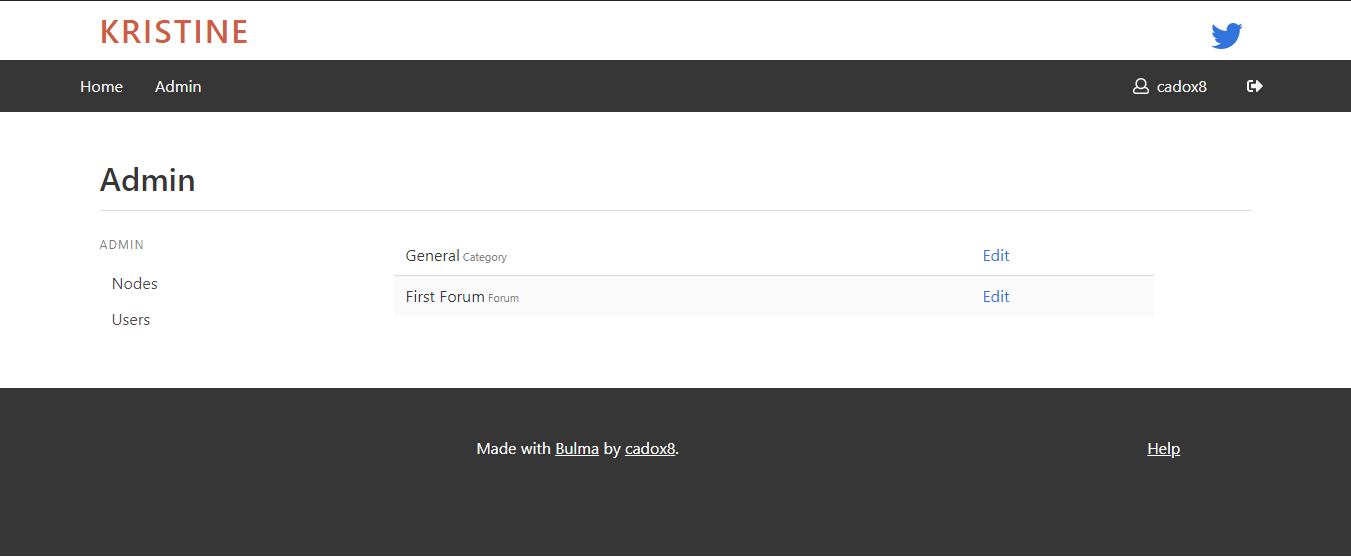 KRISTINE
Home Admin cadox8
Admin
ADMIN
Nodes
Users
General Category Edit
First Forum Forum Edit
Made with Bulma by cadox8. Help